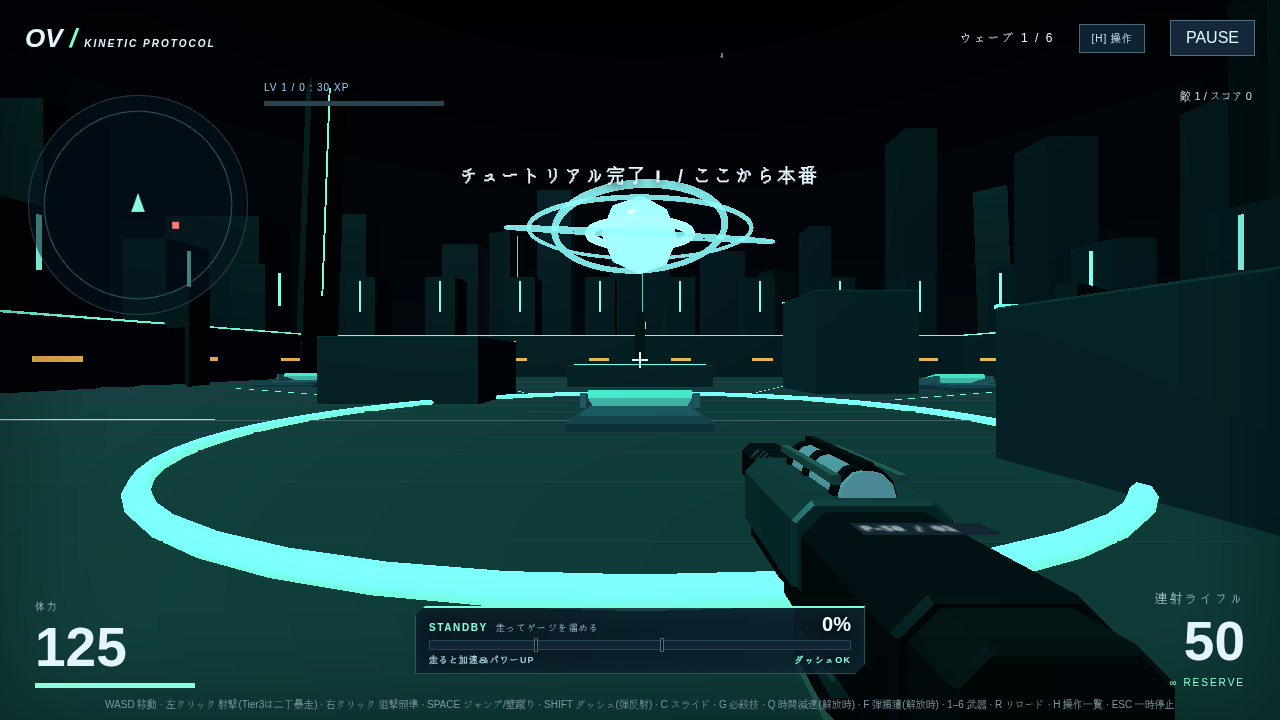 OV / KINETIC PROTOCOL
ウェーブ 1 / 6
[H] 操作
PAUSE
LV 1 / 0 : 30 XP
敵 1 / スコア 0
チュートリアル完了！ / ここから本番
体力
125
STANDBY 走ってゲージを溜める
0%
走ると加速&パワーUP
ダッシュOK
連射ライフル
50
∞ RESERVE
WASD 移動 · 左クリック 射撃(Tier3は二丁暴走) · 右クリック 狙撃照準 · SPACE ジャンプ/壁蹴り · SHIFT ダッシュ(弾反射) · C スライド · G 必殺技 · Q 時間減速(解放時) · F 弾捕獲(解放時) · 1–6 武器 · R リロード · H 操作一覧 · ESC 一時停止